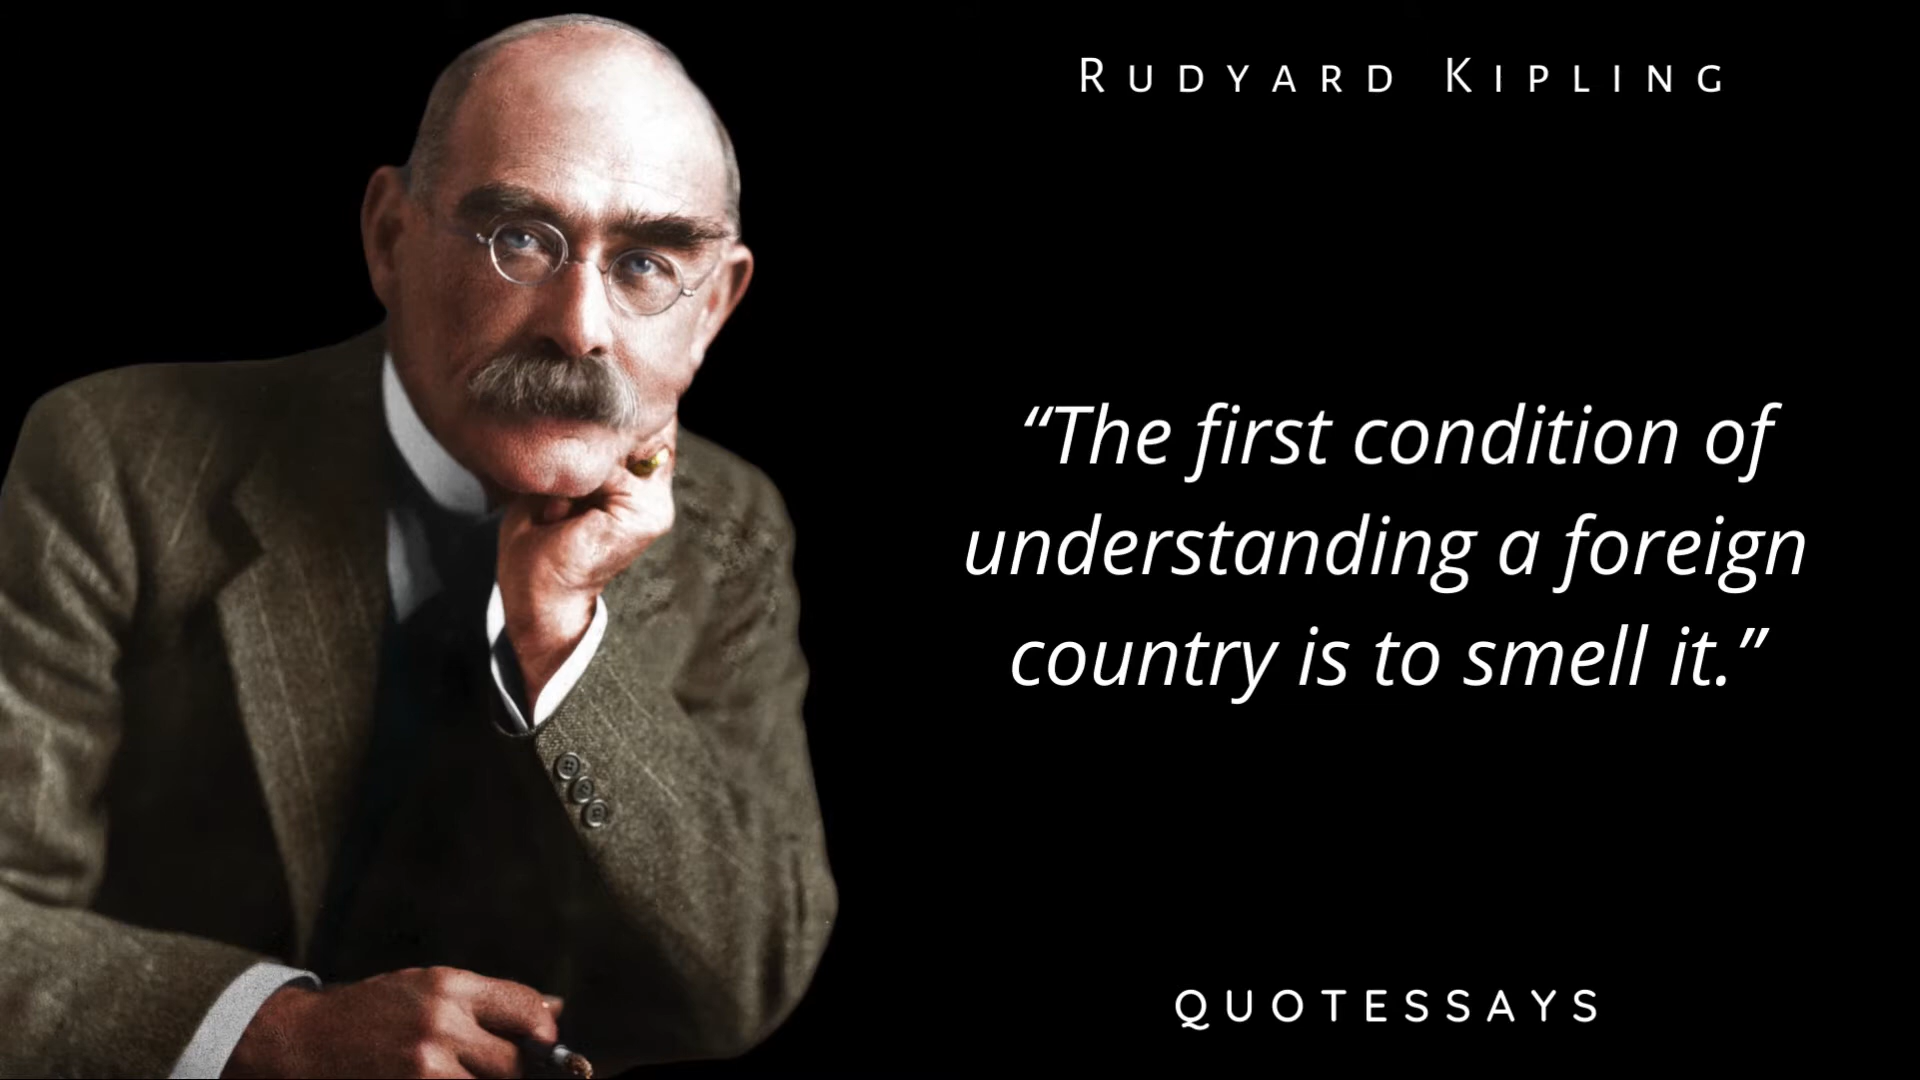 Rudyard Kipling
“The first condition of
understanding a foreign
country is to smell it.”
QUOTESSAYS